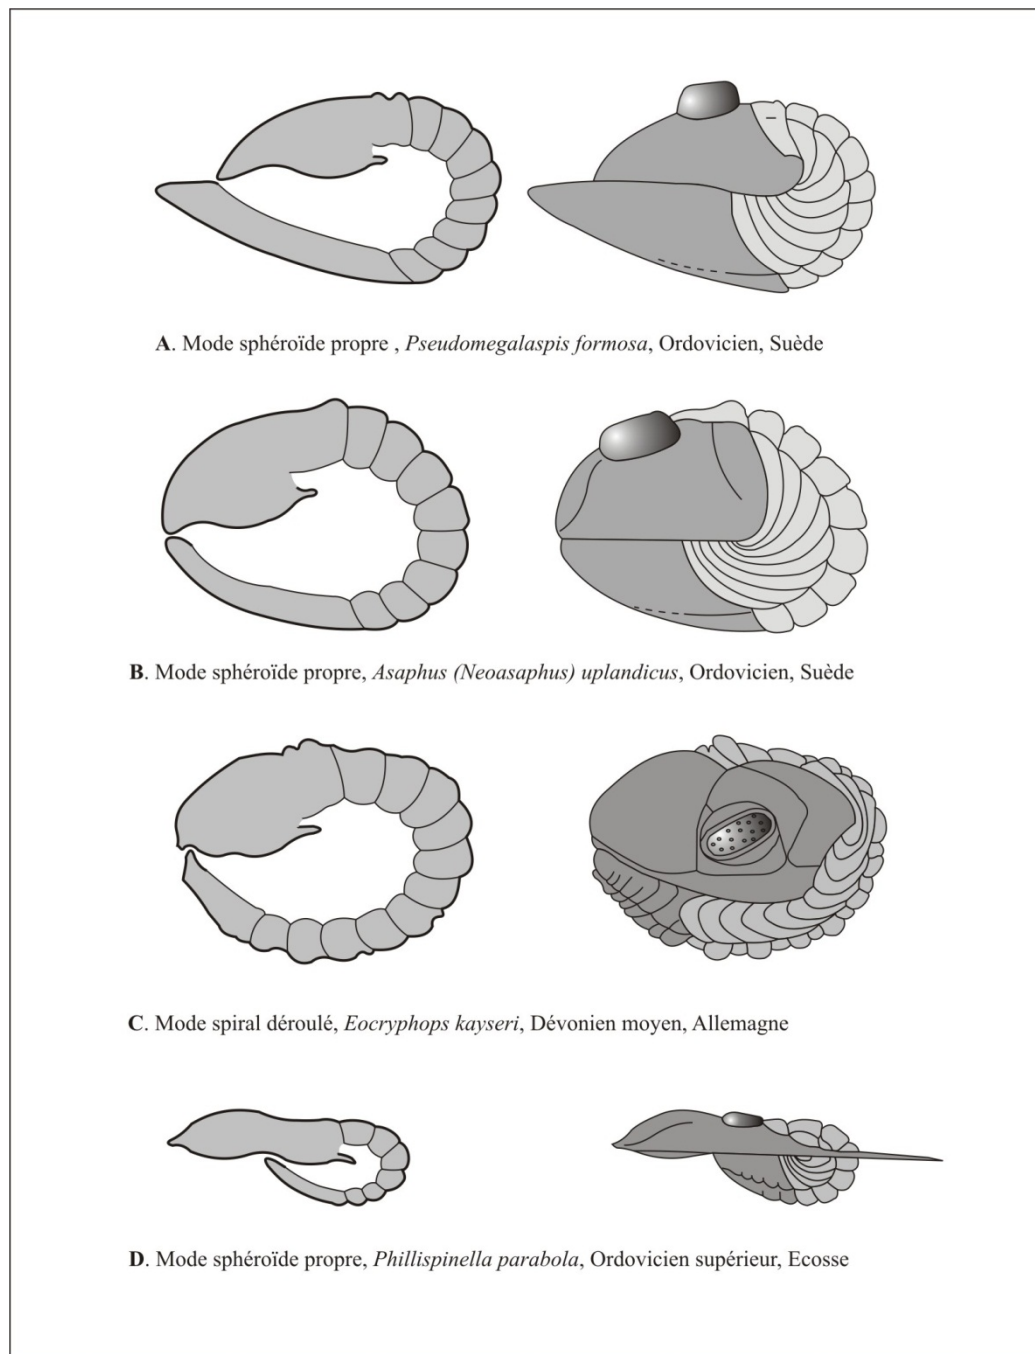 A. Mode sphéroïde propre , Pseudomegalaspis formosa, Ordovicien, Suède
B. Mode sphéroïde propre, Asaphus (Neoasaphus) uplandicus, Ordovicien, Suède
C. Mode spiral déroulé, Eocryphops kayseri, Dévonien moyen, Allemagne
D. Mode sphéroïde propre, Phillispinella parabola, Ordovicien supérieur, Ecosse